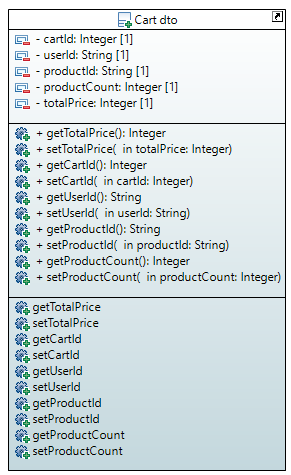 Cart dto
- cartId: Integer [1]
- userId: String [1]
- productId: String [1]
- productCount: Integer [1]
- totalPrice: Integer [1]
+ getTotalPrice(): Integer
+ setTotalPrice(  in totalPrice: Integer)
+ getCartId(): Integer
+ setCartId(  in cartId: Integer)
+ getUserId(): String
+ setUserId(  in userId: String)
+ getProductId(): String
+ setProductId(  in productId: String)
+ getProductCount(): Integer
+ setProductCount(  in productCount: Integer)
getTotalPrice
setTotalPrice
getCartId
setCartId
getUserId
setUserId
getProductId
setProductId
getProductCount
setProductCount